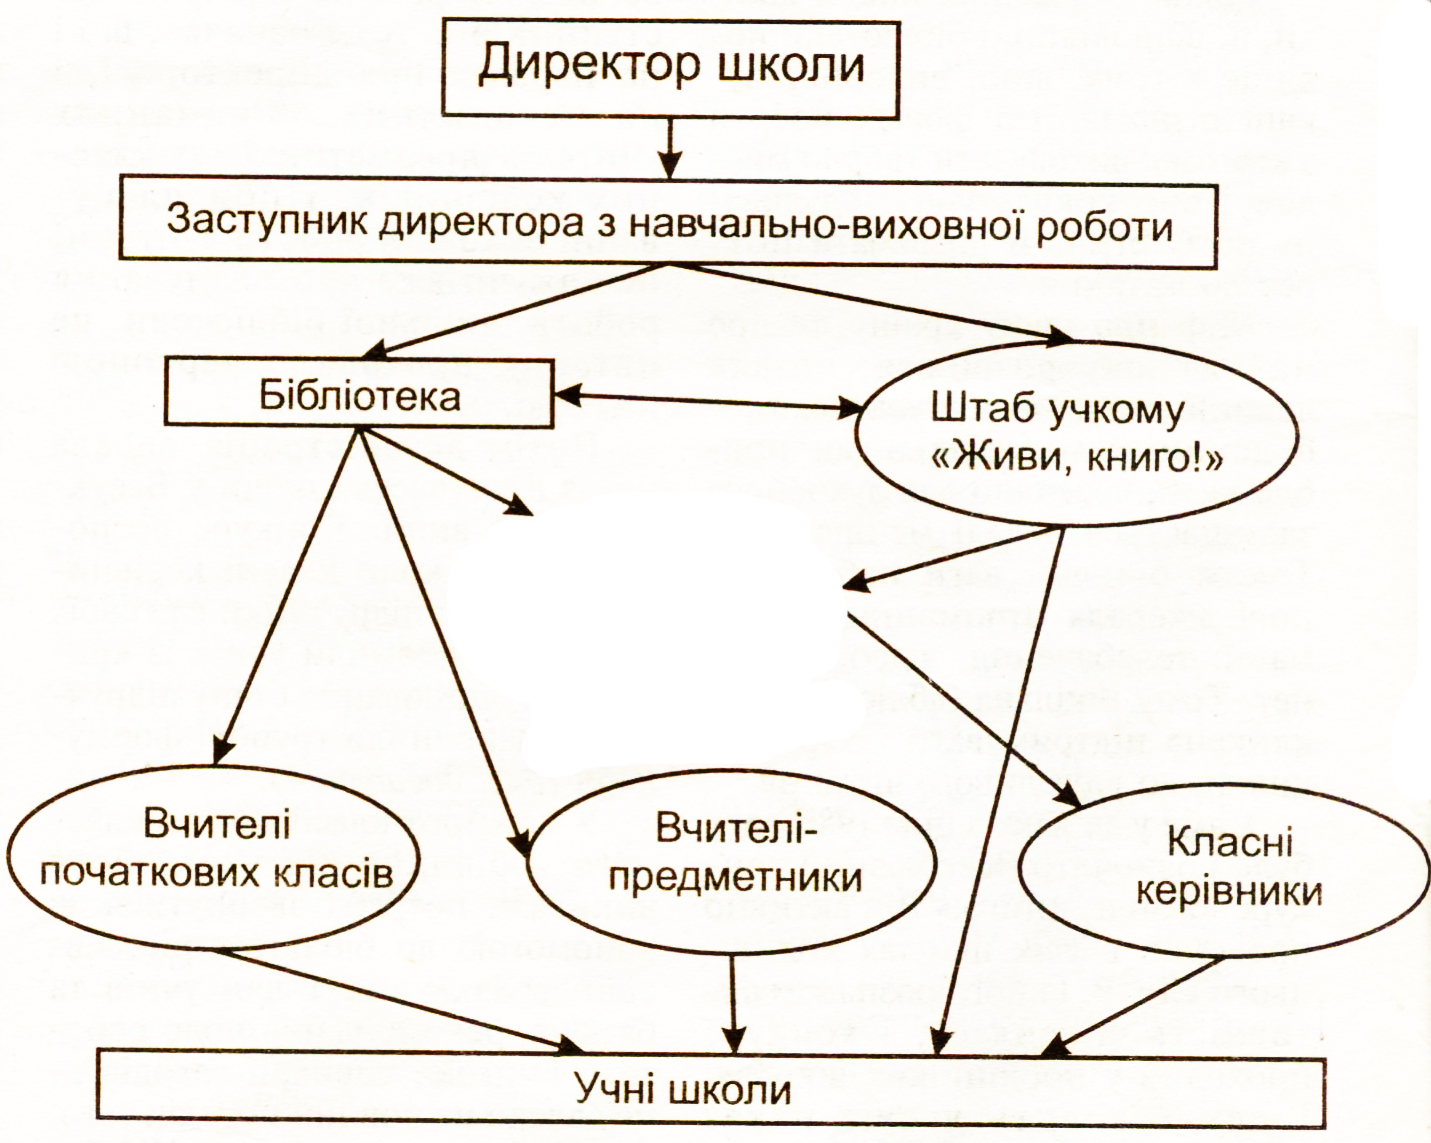 Директор школи
Заступник директора з навчально-виховної роботи
Бібліотека
Штаб учкому
«Живи, книго!»
Вчителі
початкових класів
Вчителі-
предметники
Класні
керівники
Учні школи